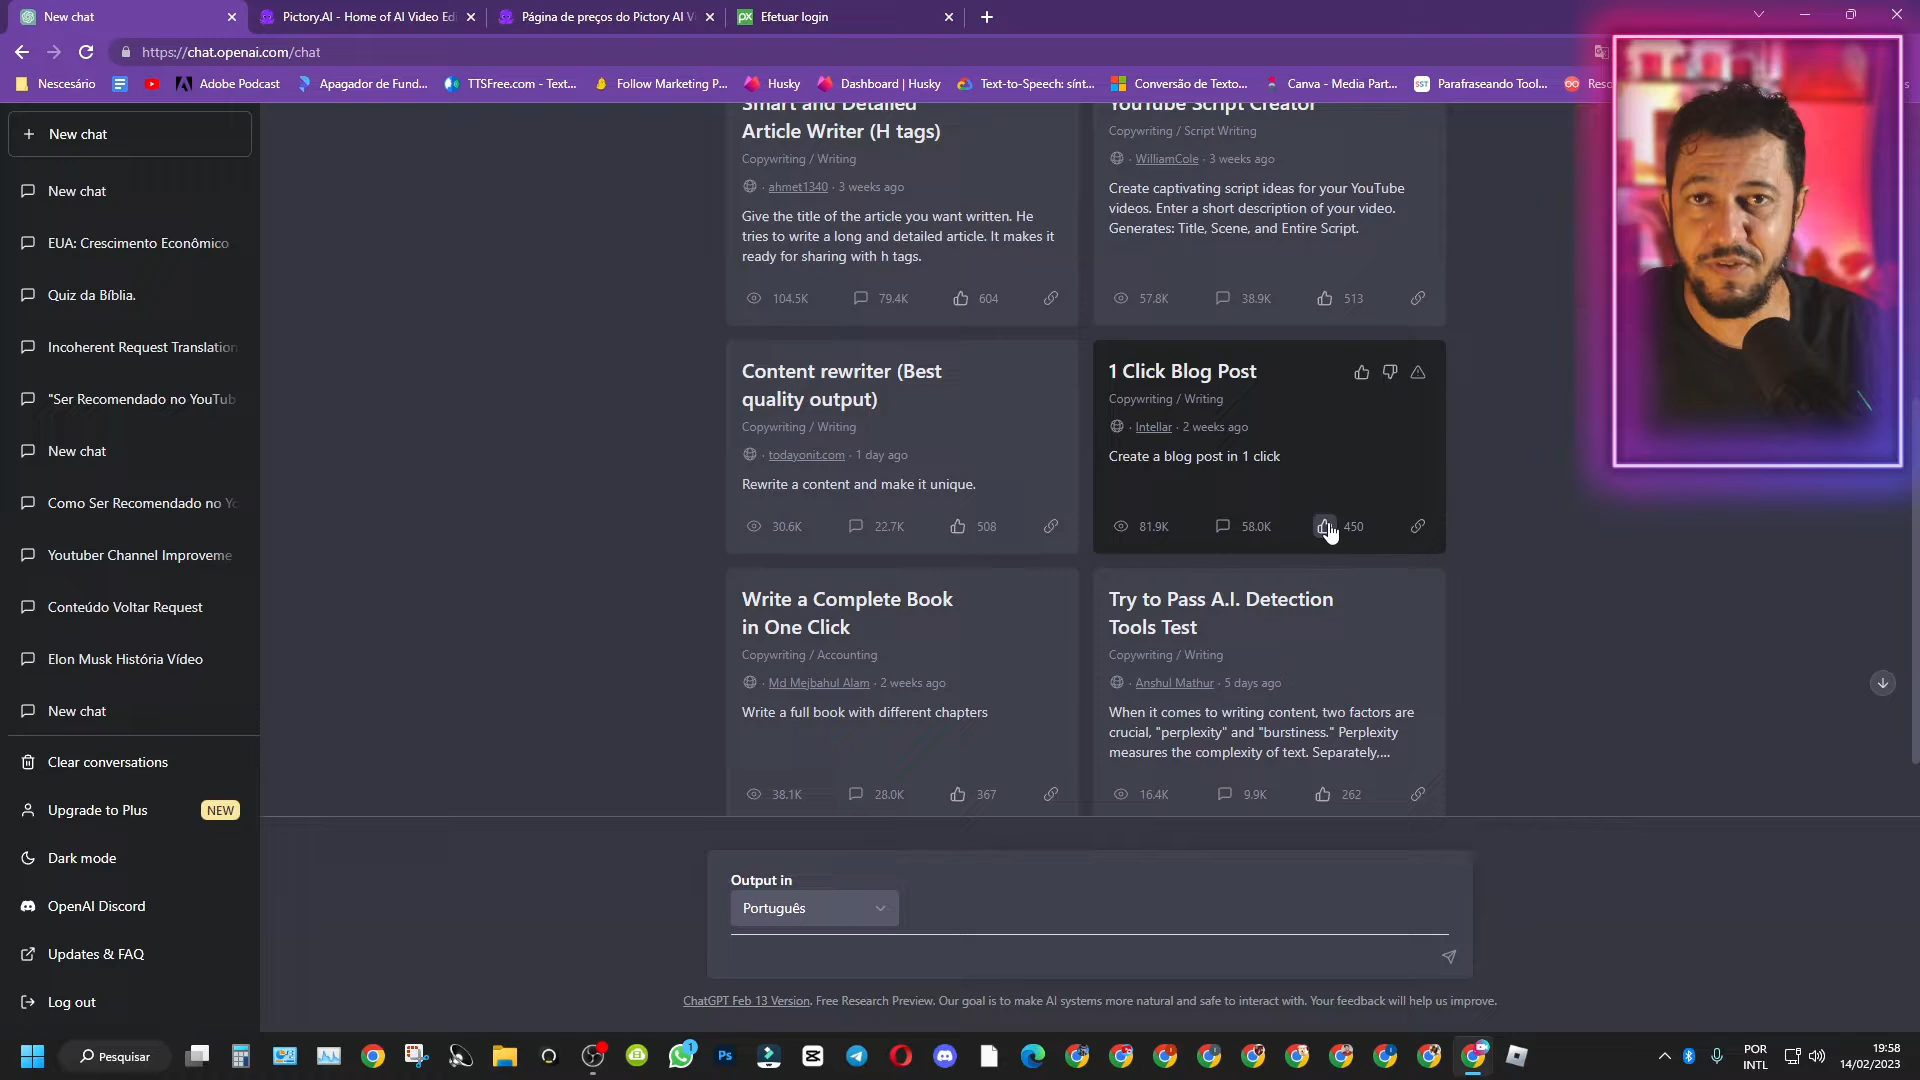 New chat
Pictory.AI - Home of AI Video Edi
Página de preços do Pictory AI V
Efetuar login
https://chat.openai.com/chat
Nescesário
Adobe Podcast
Apagador de Fund...
TTSFree.com - Text...
Follow Marketing P...
Husky
Dashboard | Husky
Text-to-Speech: sínt...
Conversão de Texto...
Canva - Media Part...
Parafraseando Tool...
New chat
New chat
EUA: Crescimento Econômico
Quiz da Bíblia.
Incoherent Request Translation
"Ser Recomendado no YouTub
New chat
Como Ser Recomendado no Yo
Youtuber Channel Improveme
Conteúdo Voltar Request
Elon Musk História Vídeo
New chat
Clear conversations
Upgrade to Plus NEW
Dark mode
OpenAI Discord
Updates & FAQ
Log out
Smart and Detailed
Article Writer (H tags)
Copywriting / Writing
· ahmet1340 · 3 weeks ago
Give the title of the article you want written. He
tries to write a long and detailed article. It makes it
ready for sharing with h tags.
104.5K 79.4K 604
YouTube Script Creator
Copywriting / Script Writing
· WilliamCole · 3 weeks ago
Create captivating script ideas for your YouTube
videos. Enter a short description of your video.
Generates: Title, Scene, and Entire Script.
57.8K 38.9K 513
Content rewriter (Best
quality output)
Copywriting / Writing
· todayonit.com · 1 day ago
Rewrite a content and make it unique.
30.6K 22.7K 508
1 Click Blog Post
Copywriting / Writing
· Intellar · 2 weeks ago
Create a blog post in 1 click
81.9K 58.0K 450
Write a Complete Book
in One Click
Copywriting / Accounting
· Md Mejbahul Alam · 2 weeks ago
Write a full book with different chapters
38.1K 28.0K 367
Try to Pass A.I. Detection
Tools Test
Copywriting / Writing
· Anshul Mathur · 5 days ago
When it comes to writing content, two factors are
crucial, "perplexity" and "burstiness." Perplexity
measures the complexity of text. Separately,...
16.4K 9.9K 262
Output in
Português
ChatGPT Feb 13 Version. Free Research Preview. Our goal is to make AI systems more natural and safe to interact with. Your feedback will help us improve.
Pesquisar
POR
INTL
19:58
14/02/2023